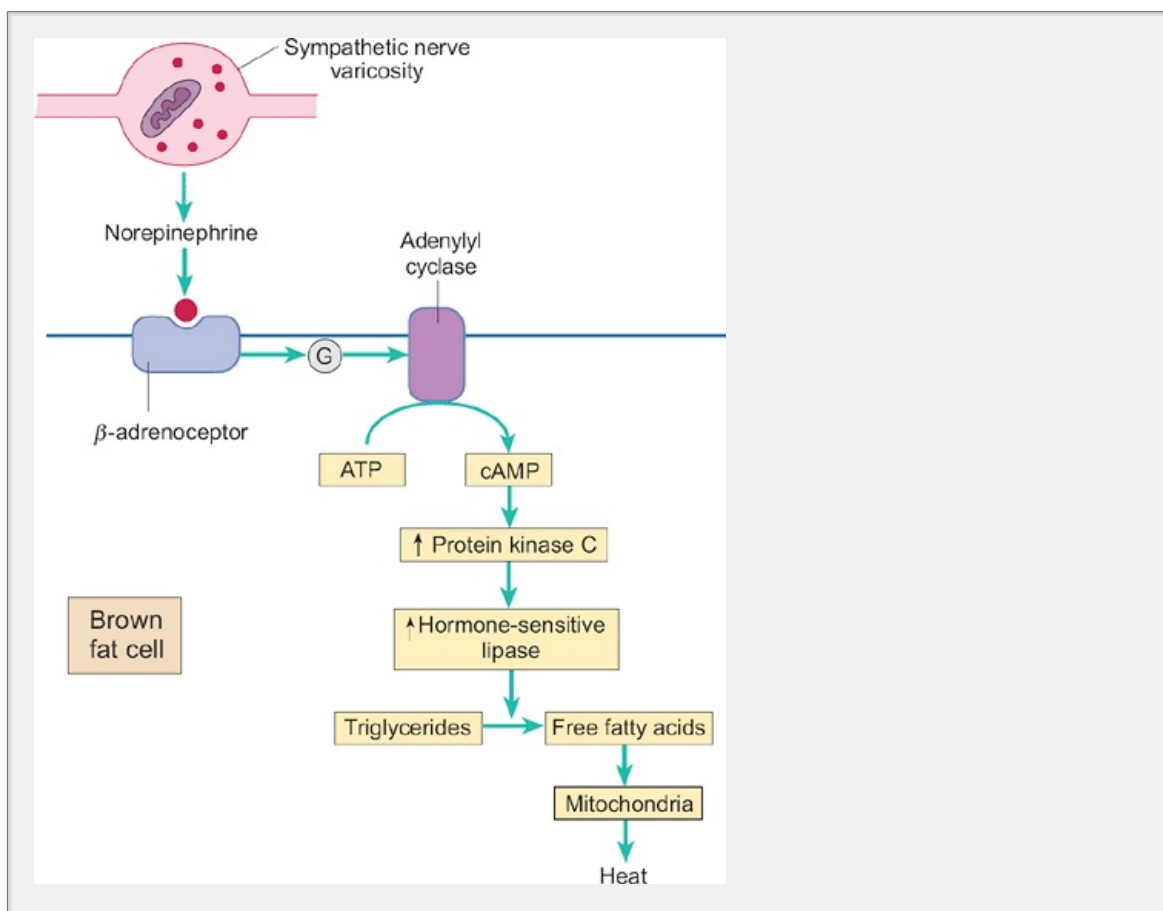 Sympathetic nerve
varicosity
Norepinephrine
Adenylyl
cyclase
G
β-adrenoceptor
ATP
cAMP
↑ Protein kinase C
↑ Hormone-sensitive
lipase
Brown
fat cell
Triglycerides
Free fatty acids
Mitochondria
Heat